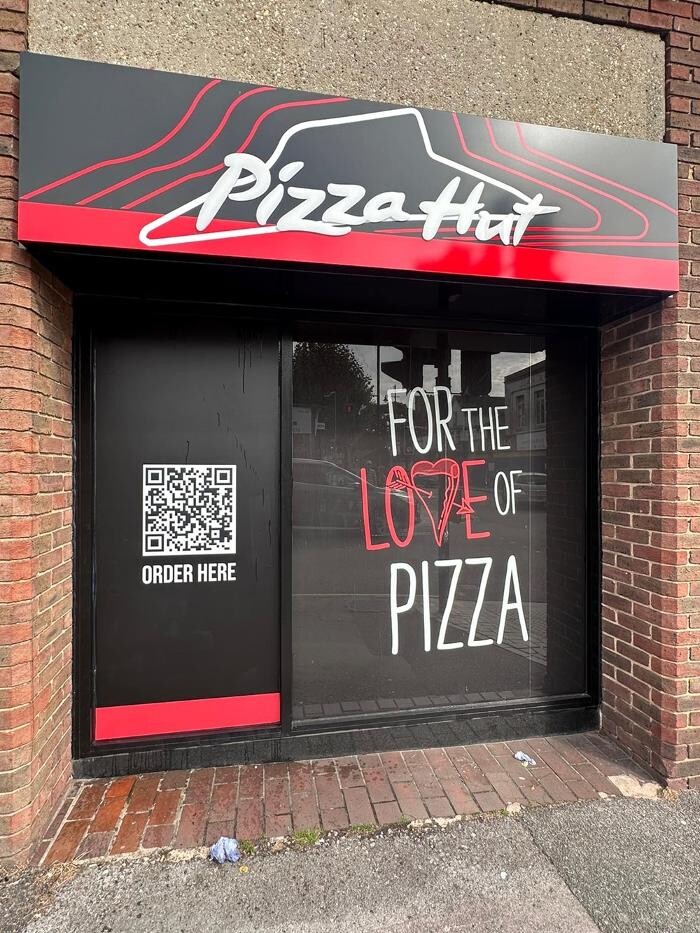 Pizza Hut
ORDER HERE
FOR THE
LOVE OF
PIZZA